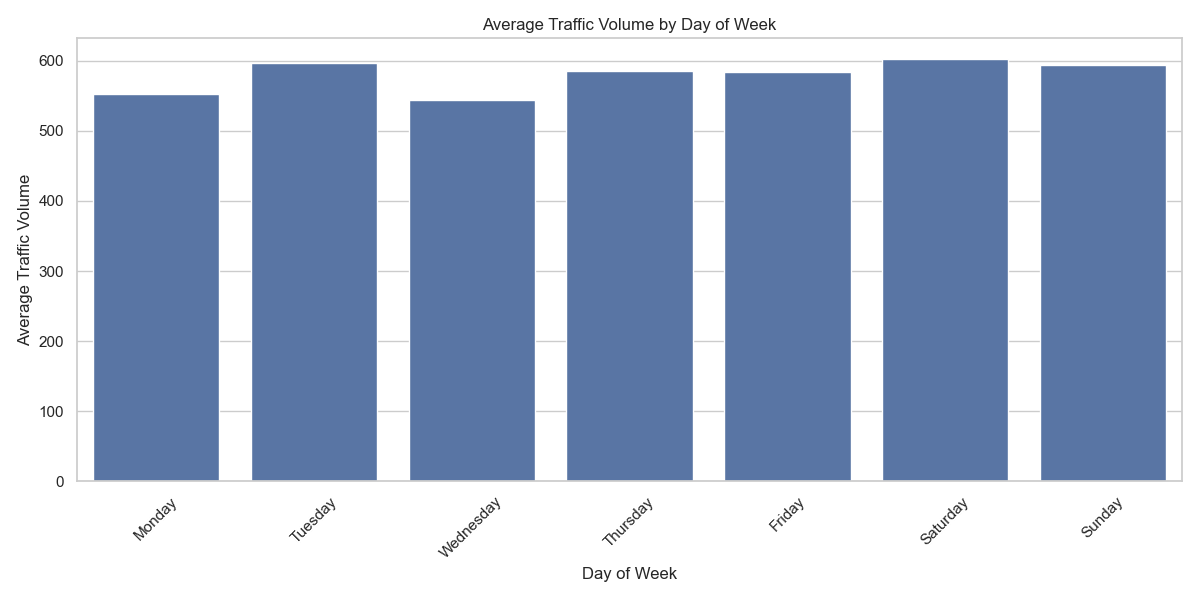 Average Traffic Volume by Day of Week
Average Traffic Volume
600
500
400
300
200
100
0
Monday
Tuesday
Wednesday
Thursday
Friday
Saturday
Sunday
Day of Week